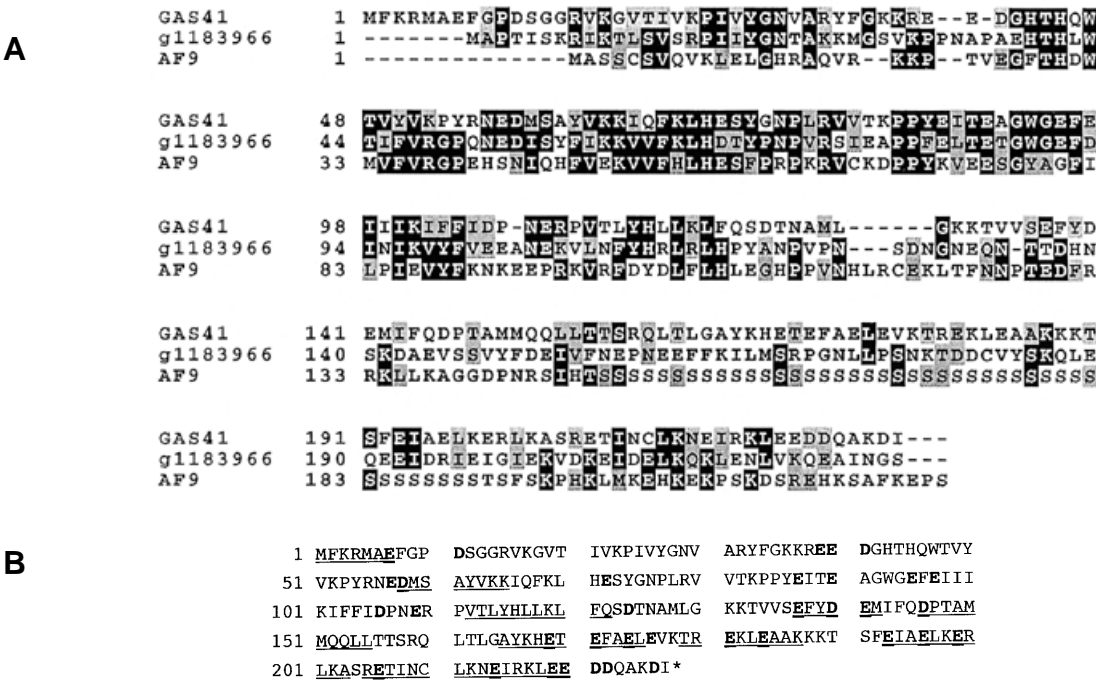 A
GAS41 1 MFKRMAEFGPDSGGRVKGVTIVKPIVYGNVARYFGKKRE--E-DGHTHQW
g1183966 1 -------MAPTISKRIKTLSVSRPIIYGNTAKKMGSVKPPNAPAEHTHLW
AF9 1 --------------MASSCSVQVKLELGHRAQVR--KKP--TVEGFTHDW
GAS41 48 TVYVKPYRNEDMSAYVKKIQFKLHESYGNPLRVVTKPPYEITEAGWGEFE
g1183966 44 TIFVRGPQNEDISYFIKKVVFKLHDTYPNPVRSIEAPPFELTETGWGEFD
AF9 33 MVFVRGPEHSNIQHFVEKVVFHLHESFPRPKRVCKDPPYKVEESGYAGFI
GAS41 98 IIIKIFFIDP-NERPVTLYHLLKLFQSDTNAML------GKKTVVSEFYD
g1183966 94 INIKVYFVEEANEKVLNFYHRLRLHPYANPVPN---SDNGNEQN-TTDHN
AF9 83 LPIEVYFKNKEEPRKVRFDYDLFLHLEGHPPVNHLRCEKLTFNNPTEDFR
GAS41 141 EMIFQDPTAMMQQLLTTSRQLTLGAYKHETEFAELEVKTREKLEAAKKKT
g1183966 140 SKDAEVSSVYFDEIVFNEPNEEFFKILMSRPGNLLPSNKTDDCVYSKQLE
AF9 133 RKLLKAGGDPNRSIHTSSSSSSSSSSSSSSSSSSSSSSSSSSSSSSSSSS
GAS41 191 SFEIAELKERLKASRETINCLKNEIRKLEEDDQAKDI---
g1183966 190 QEEIDRIEIGIEKVDKEIDELKQKLENLVKQEAINGS---
AF9 183 SSSSSSSSTSFSKPHKLMKEHKEKPSKDSREHKSAFKEPS
B
1 MFKRMAEFGP DSGGRVKGVT IVKPIVYGNV ARYFGKKREE DGHTHQWTVY
51 VKPYRNEDMS AYVKKIQFKL HESYGNPLRV VTKPPYEITE AGWGEFEIII
101 KIFFIDPNER PVTLYHLLKL FQSDTNAMLG KKTVVSEFYD EMIFQDPTAM
151 MQQLLTTSRQ LTLGAYKHET EFAELEVKTR EKLEAAKKKT SFEIAELKER
201 LKASRETINC LKNEIRKLEE DDQAKDI*